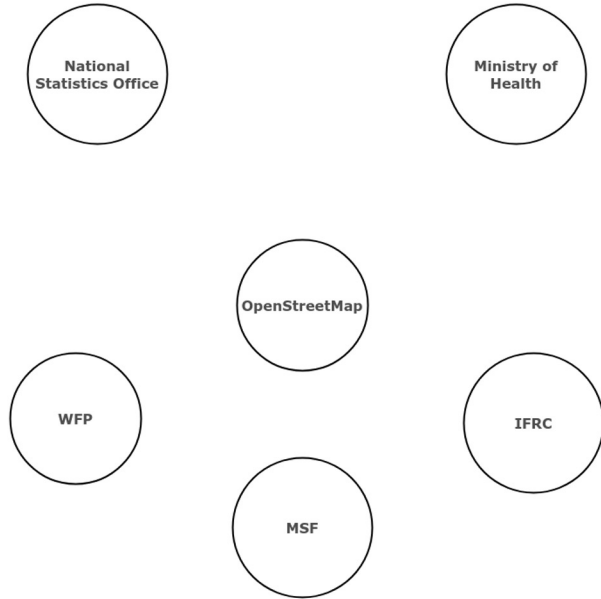 National
Statistics Office
Ministry of
Health
OpenStreetMap
WFP
IFRC
MSF